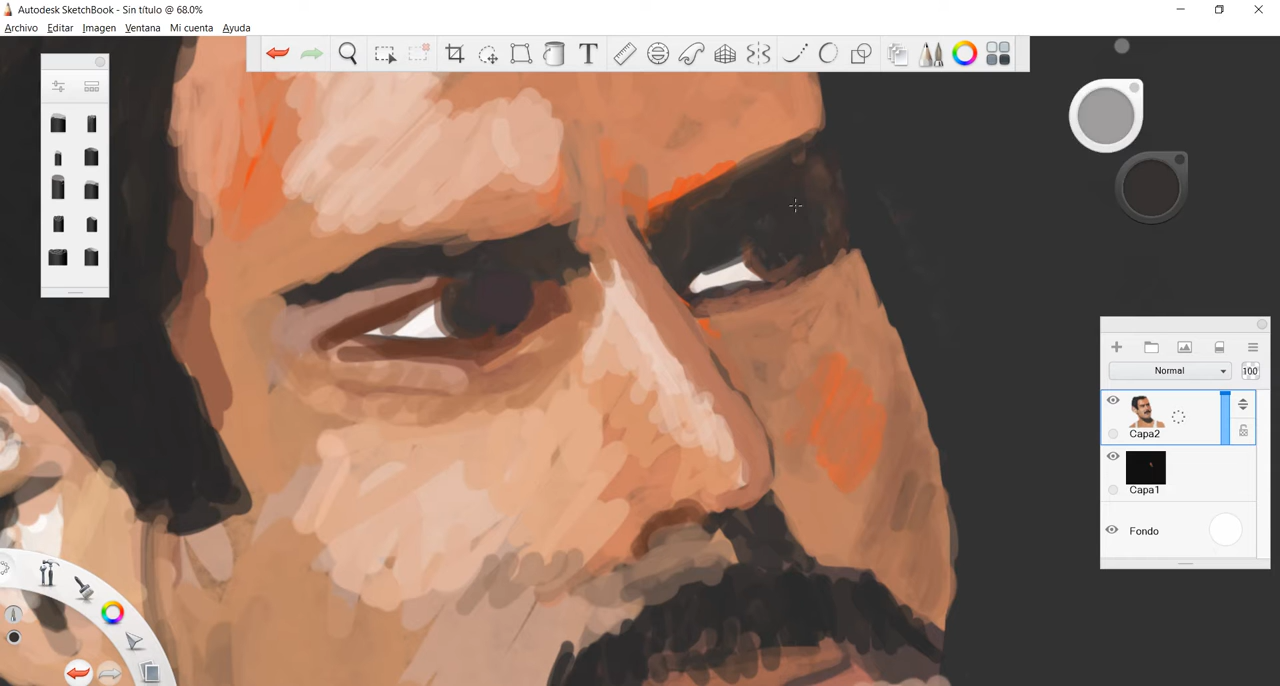 Autodesk SketchBook - Sin título @ 68.0%
Archivo Editar Imagen Ventana Mi cuenta Ayuda
T
Normal 100
Capa2
Capa1
Fondo